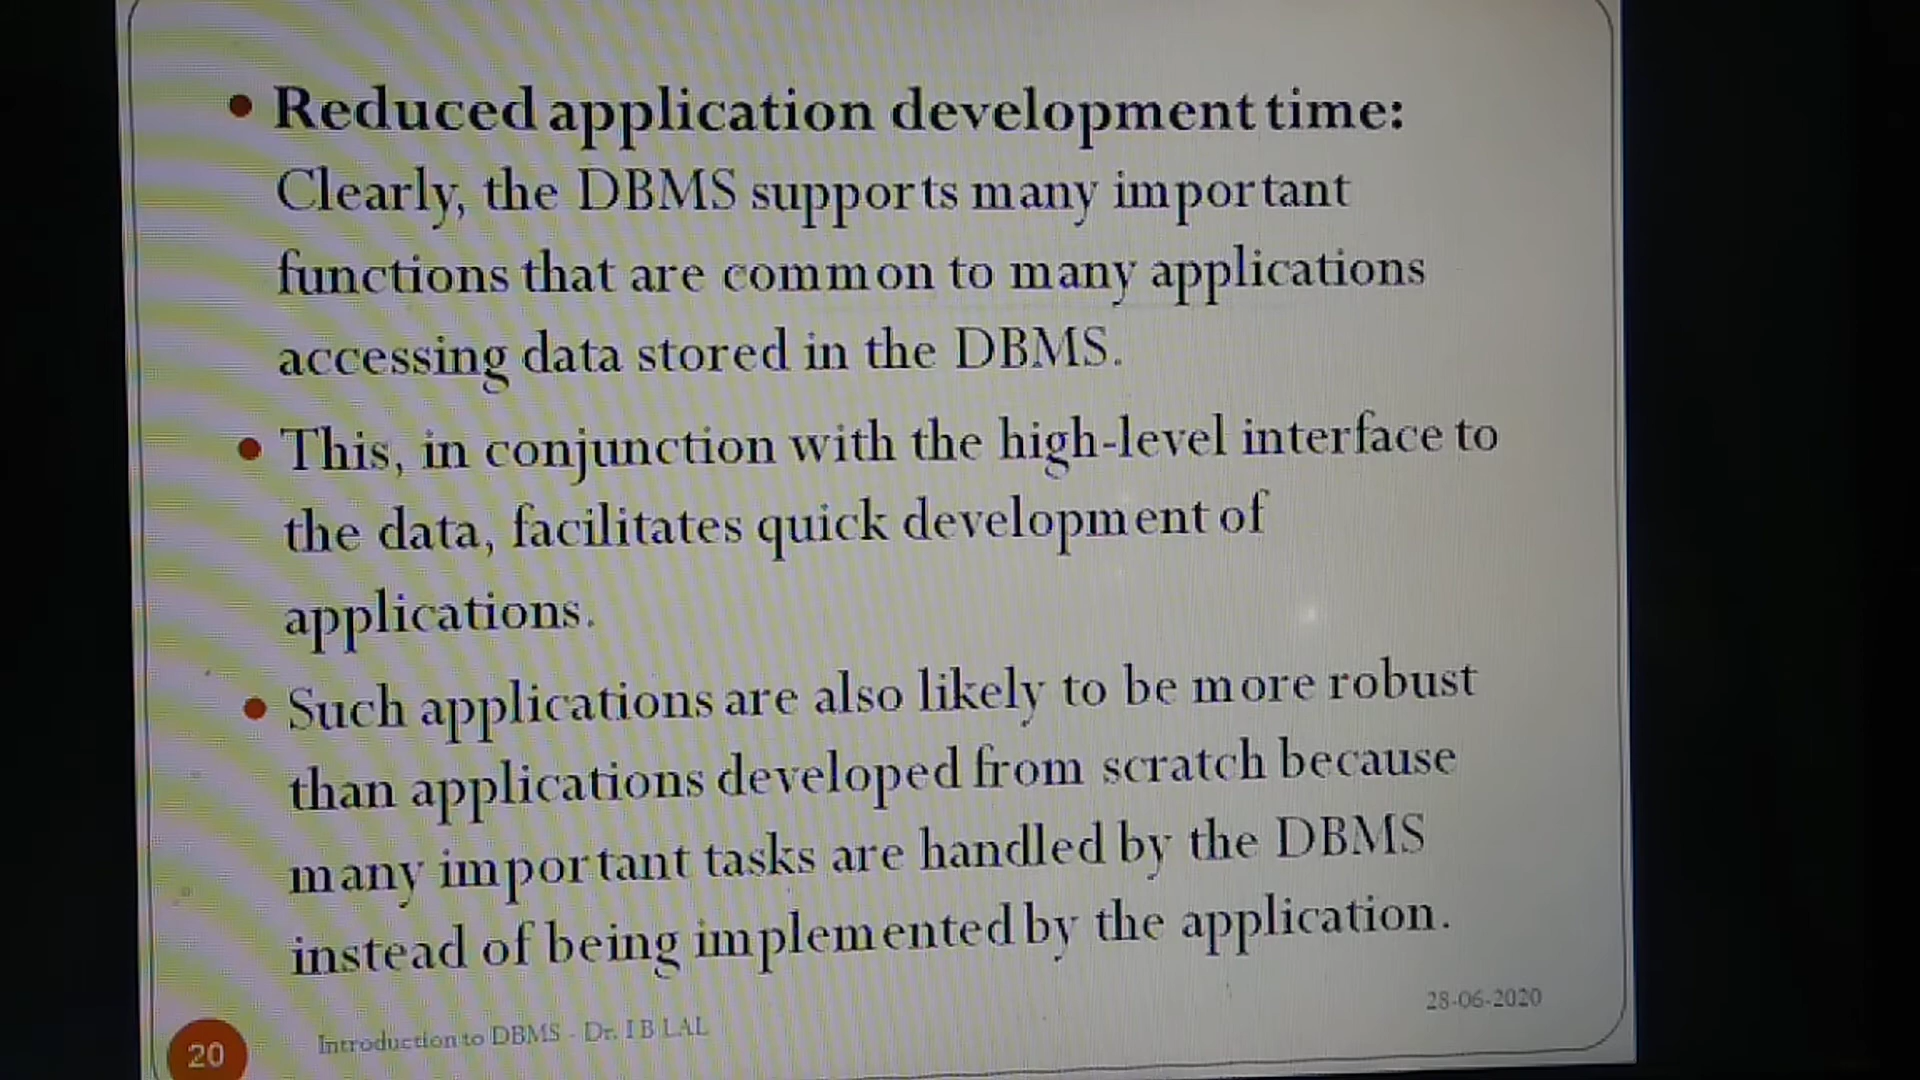 Reduced application development time:
Clearly, the DBMS supports many important
functions that are common to many applications
accessing data stored in the DBMS.
This, in conjunction with the high-level interface to
the data, facilitates quick development of
applications.
Such applications are also likely to be more robust
than applications developed from scratch because
many important tasks are handled by the DBMS
instead of being implemented by the application.
28-06-2020
Introduction to DBMS - Dr. I B LAL
20